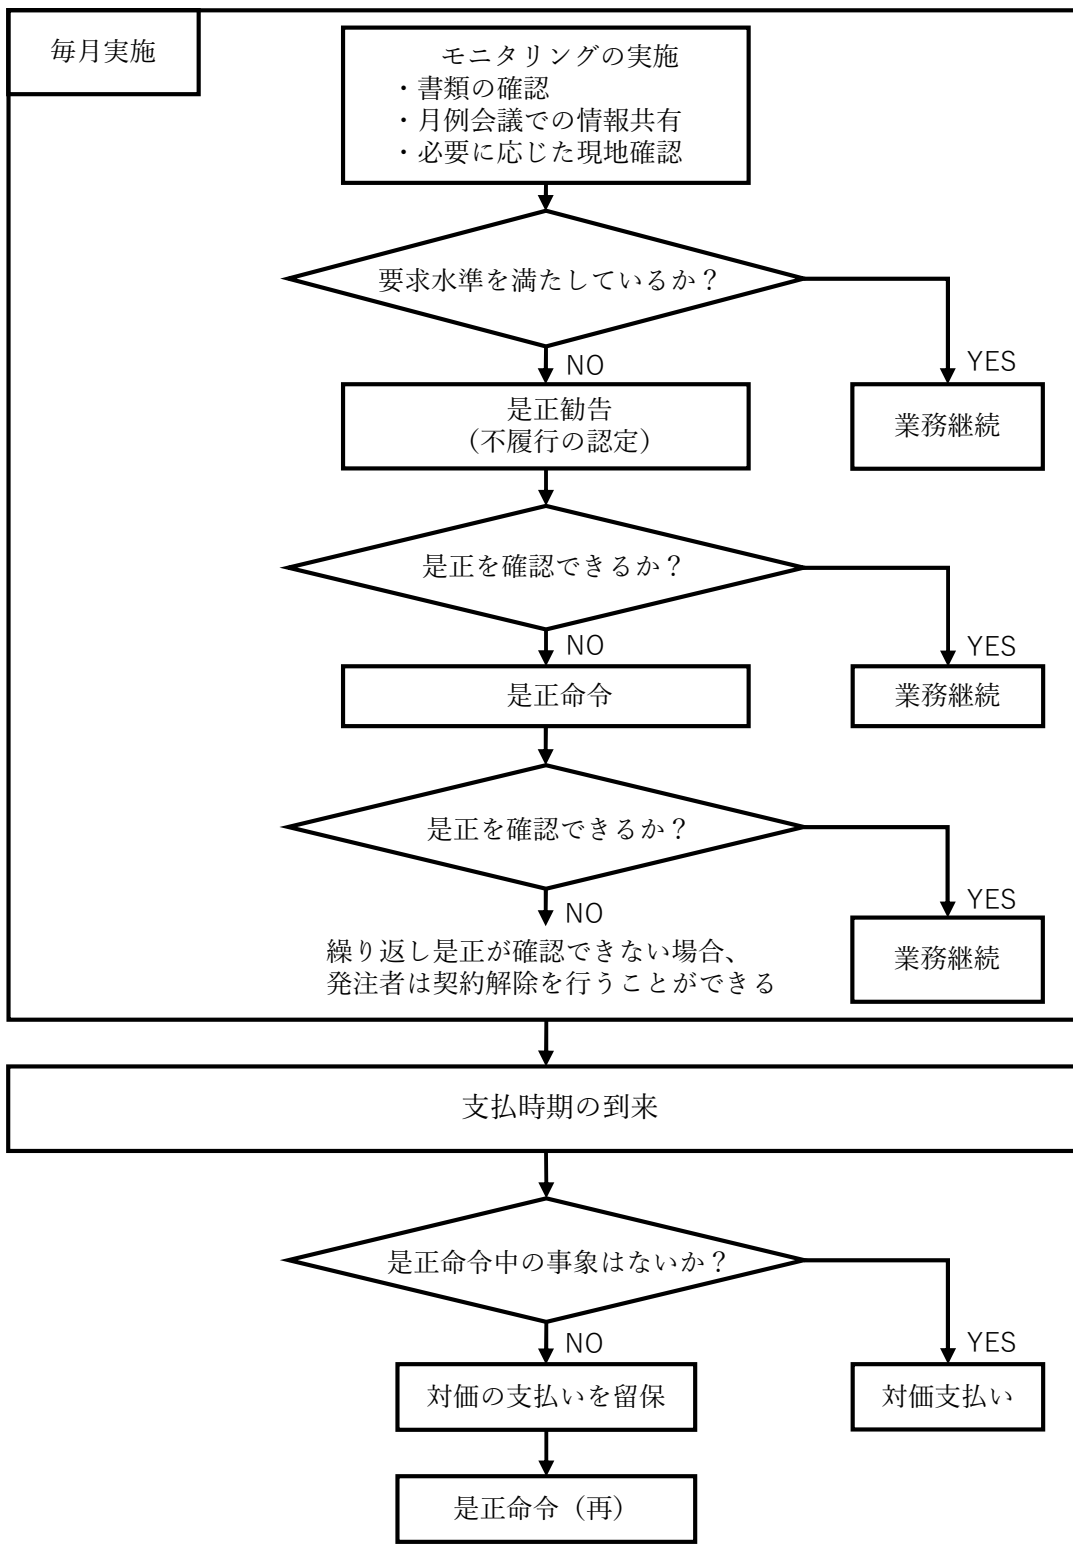 毎月実施
モニタリングの実施
・書類の確認
・月例会議での情報共有
・必要に応じた現地確認
要求水準を満たしているか？
NO
YES
是正勧告
（不履行の認定）
業務継続
是正を確認できるか？
NO
YES
是正命令
業務継続
是正を確認できるか？
NO
YES
繰り返し是正が確認できない場合、
発注者は契約解除を行うことができる
業務継続
支払時期の到来
是正命令中の事象はないか？
NO
YES
対価の支払いを留保
対価支払い
是正命令（再）